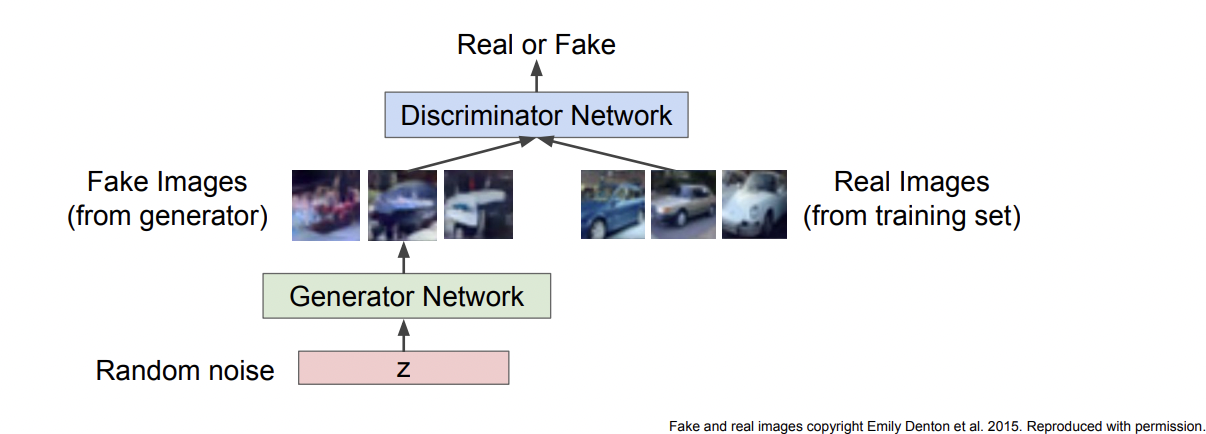 Real or Fake
Discriminator Network
Fake Images
(from generator)
Real Images
(from training set)
Generator Network
Random noise
z
Fake and real images copyright Emily Denton et al. 2015. Reproduced with permission.